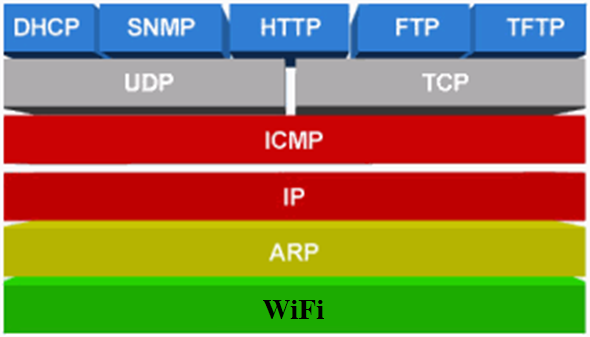 DHCP SNMP HTTP FTP TFTP
UDP TCP
ICMP
IP
ARP
WiFi